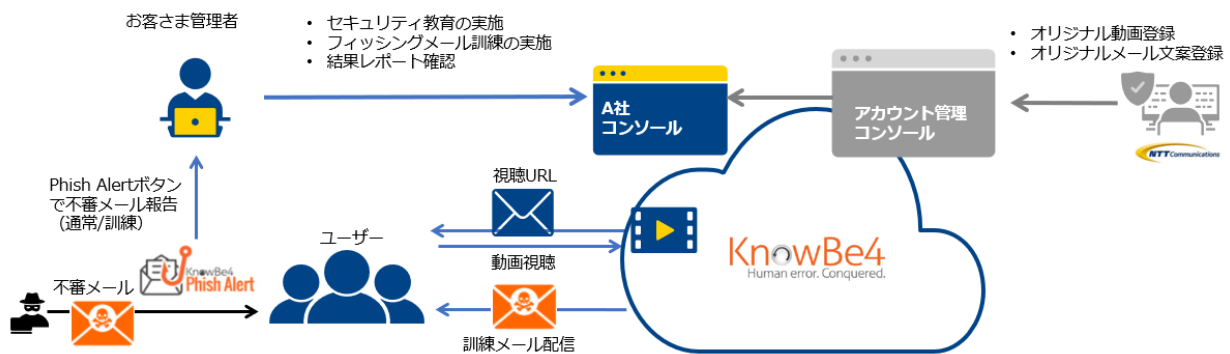 お客さま管理者
• セキュリティ教育の実施
• フィッシングメール訓練の実施
• 結果レポート確認
• オリジナル動画登録
• オリジナルメール文案登録
A社
コンソール
アカウント管理
コンソール
NTT Communications
Phish Alertボタン
で不審メール報告
（通常/訓練）
視聴URL
ユーザー
動画視聴
KnowBe4
Human error. Conquered.
KnowBe4
Phish Alert
不審メール
訓練メール配信